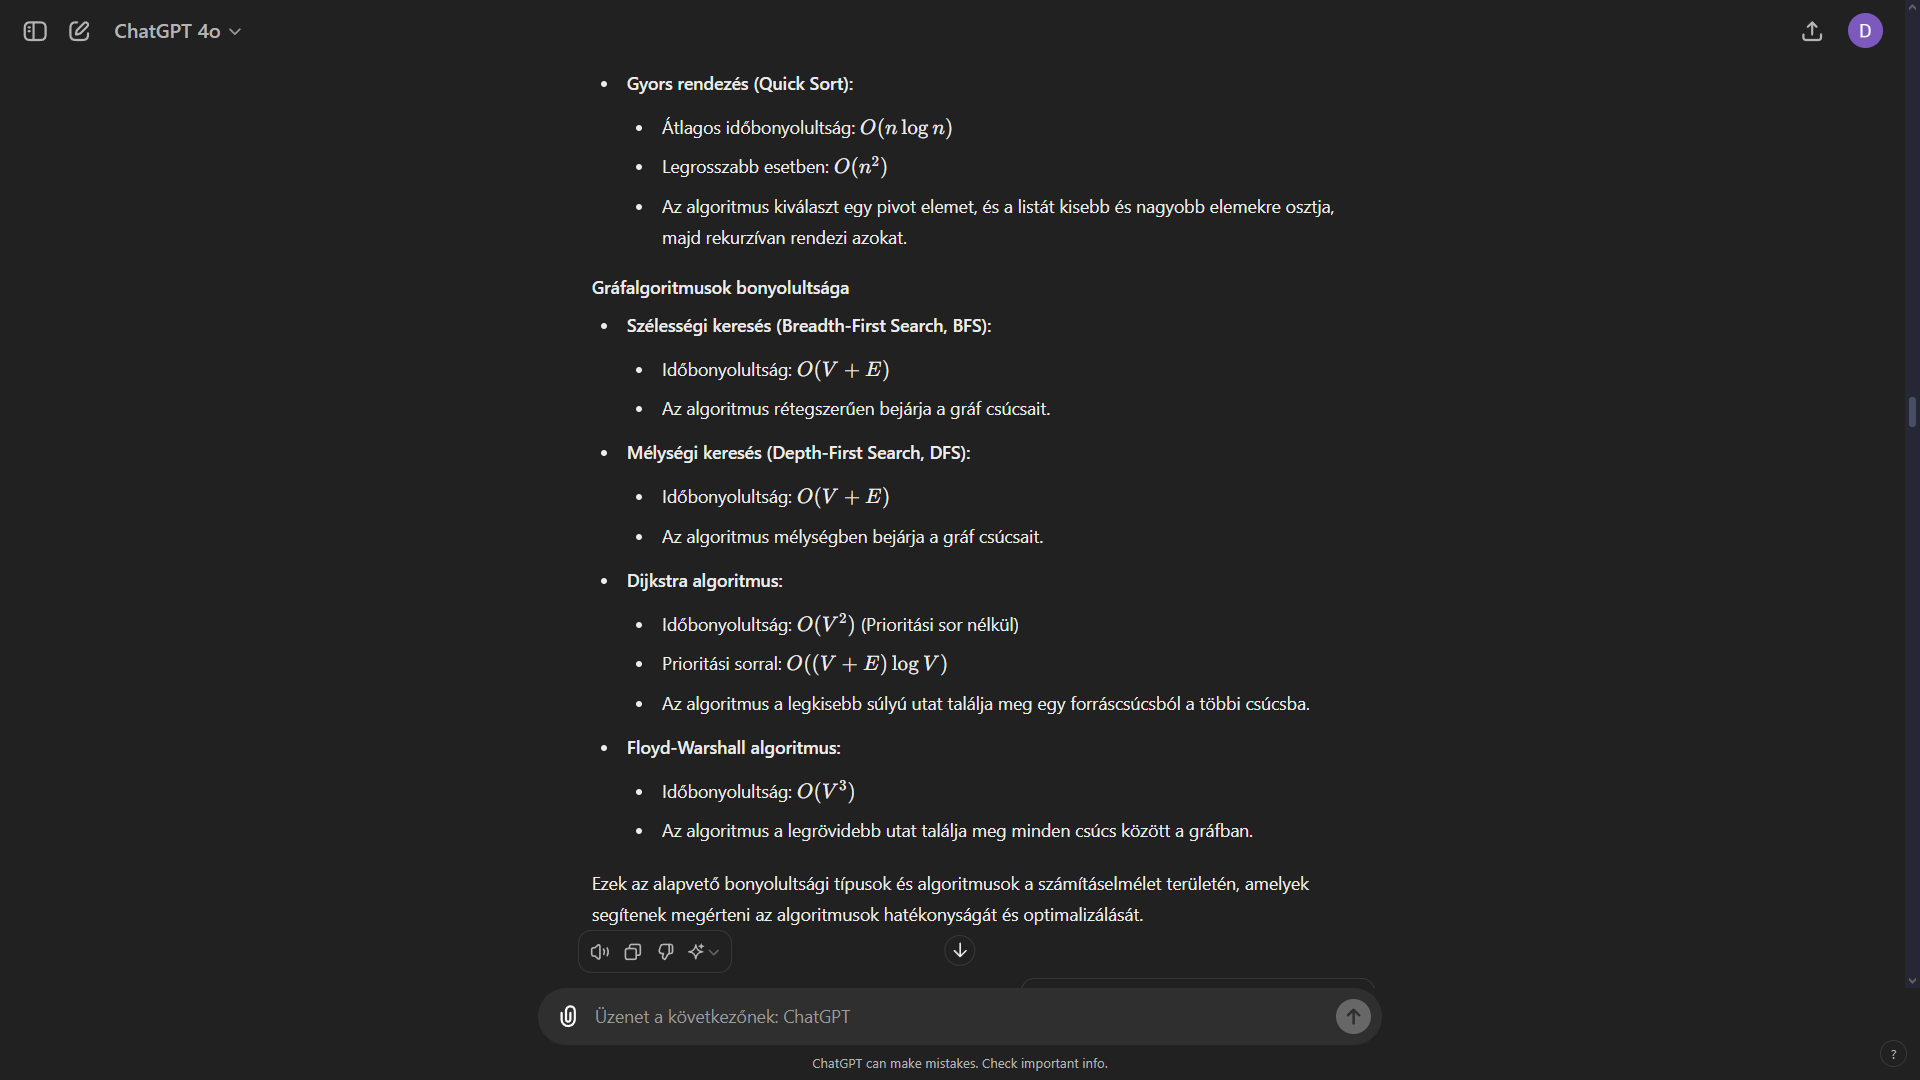 ChatGPT 4o
D
Gyors rendezés (Quick Sort):
Átlagos időbonyolultság: O(n log n)
Legrosszabb esetben: O(n²)
Az algoritmus kiválaszt egy pivot elemet, és a listát kisebb és nagyobb elemekre osztja,
majd rekurzívan rendezi azokat.
Gráfalgoritmusok bonyolultsága
Szélességi keresés (Breadth-First Search, BFS):
Időbonyolultság: O(V + E)
Az algoritmus rétegszerűen bejárja a gráf csúcsait.
Mélységi keresés (Depth-First Search, DFS):
Időbonyolultság: O(V + E)
Az algoritmus mélységben bejárja a gráf csúcsait.
Dijkstra algoritmus:
Időbonyolultság: O(V²) (Prioritási sor nélkül)
Prioritási sorral: O((V + E) log V)
Az algoritmus a legkisebb súlyú utat találja meg egy forráscsúcsból a többi csúcsba.
Floyd-Warshall algoritmus:
Időbonyolultság: O(V³)
Az algoritmus a legrövidebb utat találja meg minden csúcs között a gráfban.
Ezek az alapvető bonyolultsági típusok és algoritmusok a számításelmélet területén, amelyek
segítenek megérteni az algoritmusok hatékonyságát és optimalizálását.
Üzenet a következőnek: ChatGPT
ChatGPT can make mistakes. Check important info.
?